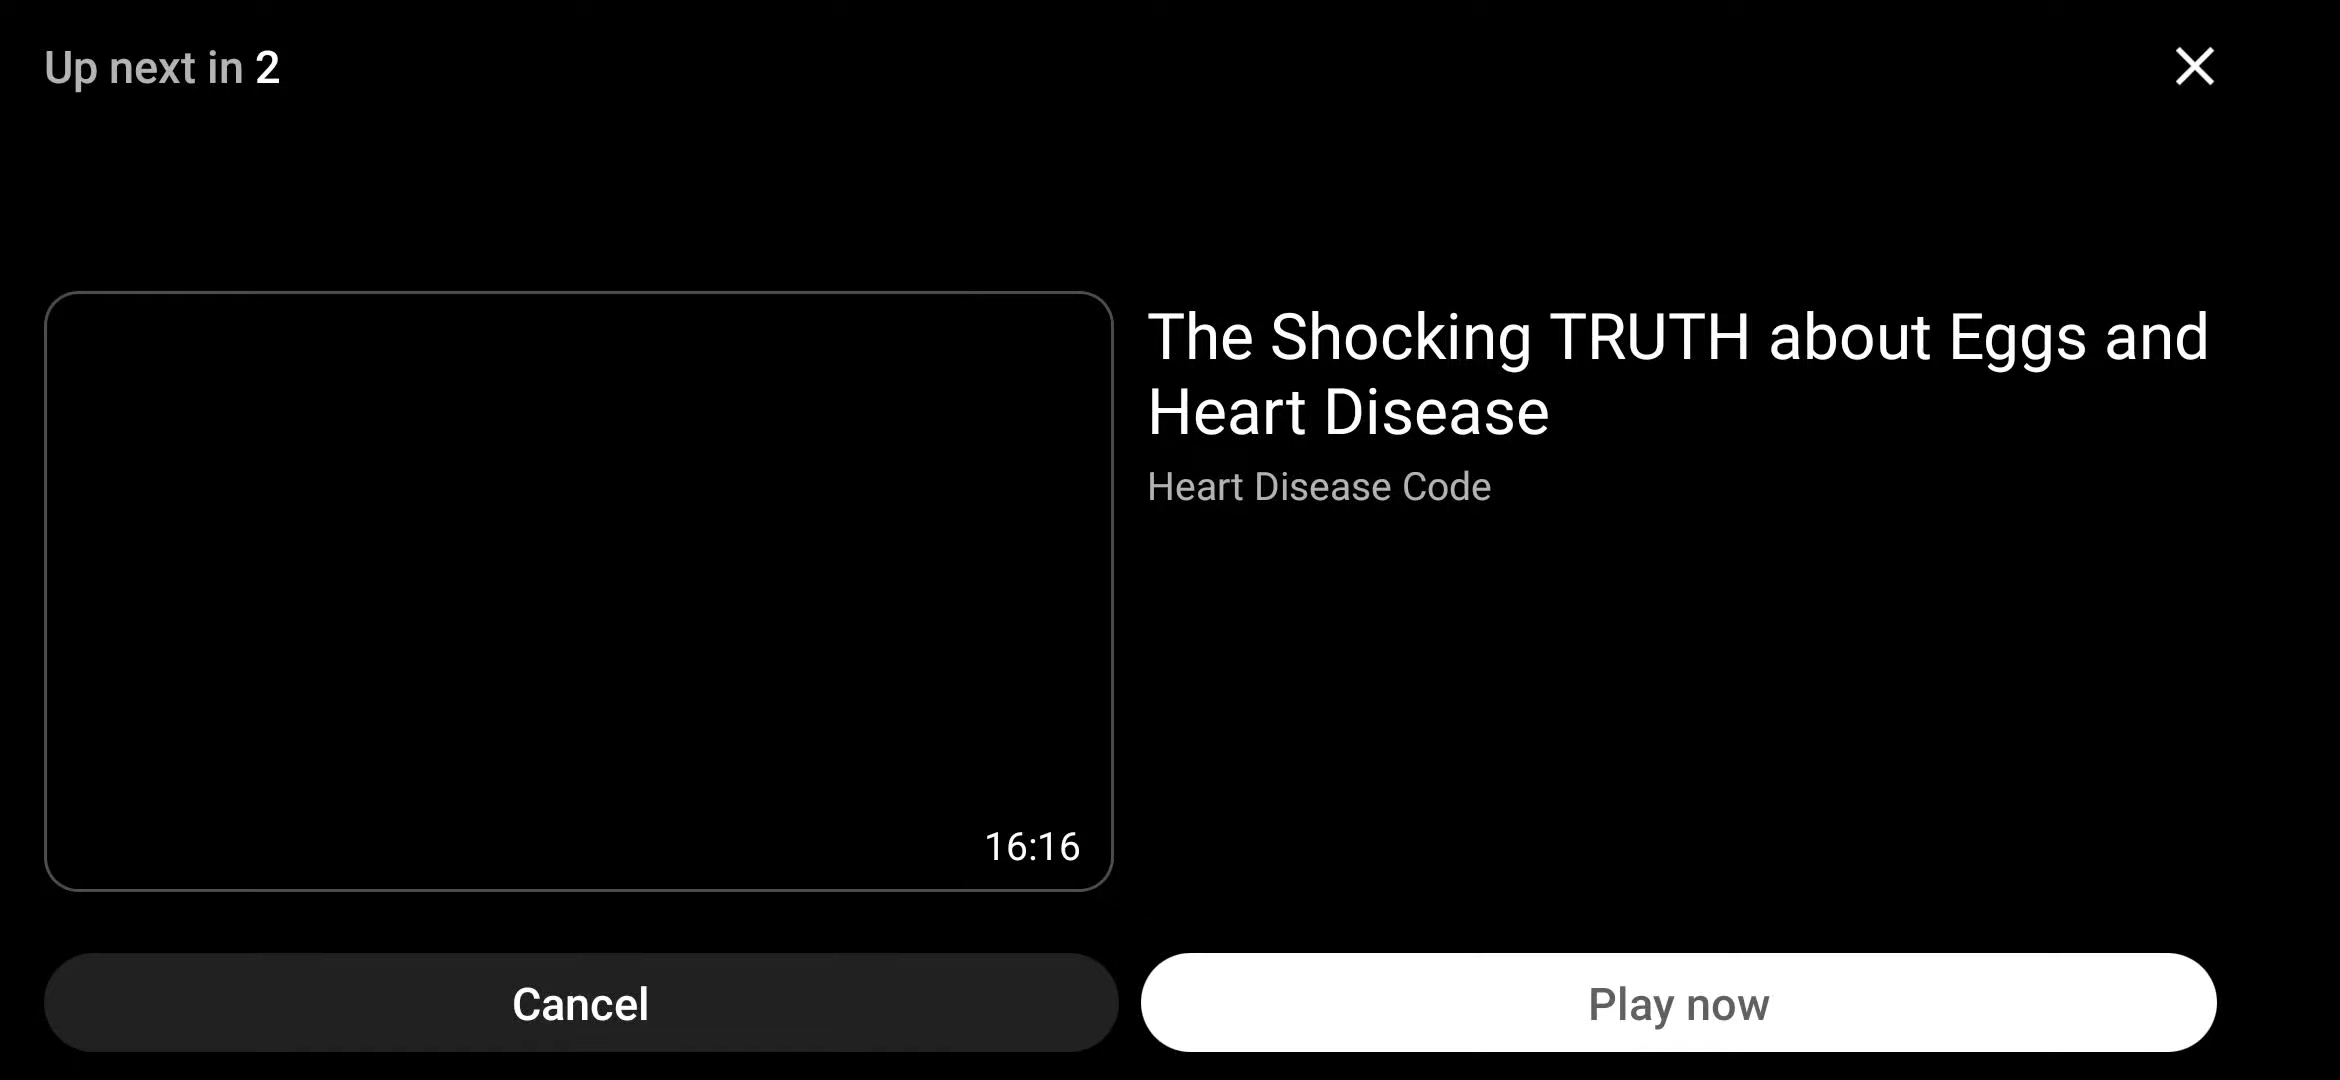 Up next in 2
The Shocking TRUTH about Eggs and
Heart Disease
Heart Disease Code
16:16
Cancel
Play now